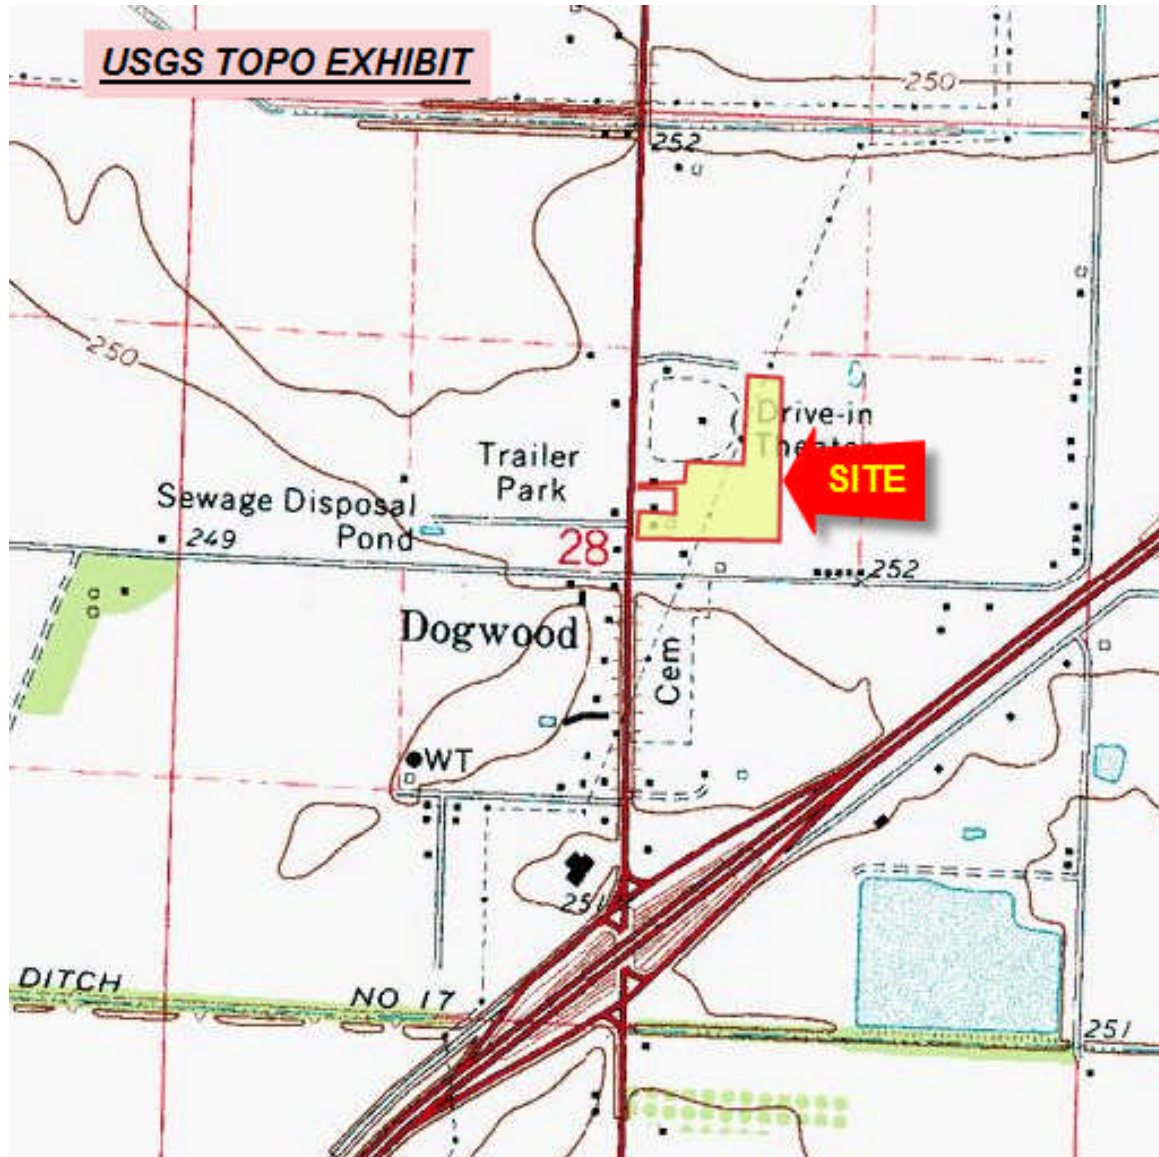 USGS TOPO EXHIBIT
250
252
250
Drive-in
Theater
SITE
Trailer
Park
Sewage Disposal
Pond
249
28
252
Dogwood
Cem
WT
251
DITCH
NO 17
251